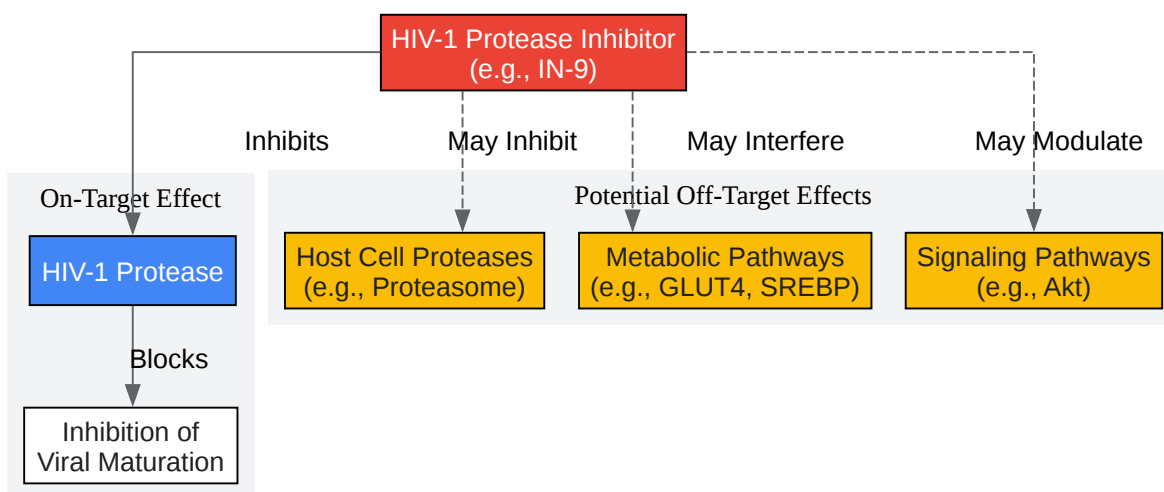 HIV-1 Protease Inhibitor
(e.g., IN-9)
Inhibits
May Inhibit
May Interfere
May Modulate
On-Target Effect
Potential Off-Target Effects
HIV-1 Protease
Host Cell Proteases
(e.g., Proteasome)
Metabolic Pathways
(e.g., GLUT4, SREBP)
Signaling Pathways
(e.g., Akt)
Blocks
Inhibition of
Viral Maturation